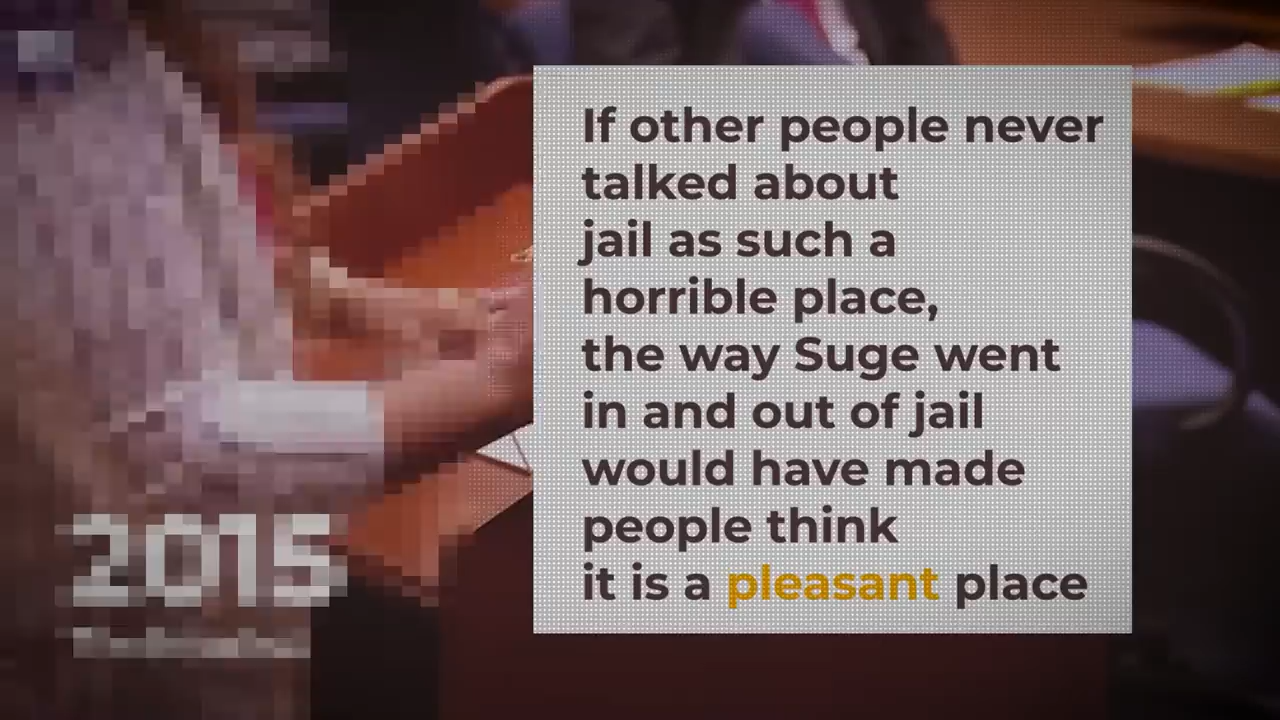 If other people never
talked about
jail as such a
horrible place,
the way Suge went
in and out of jail
would have made
people think
it is a pleasant place
2015